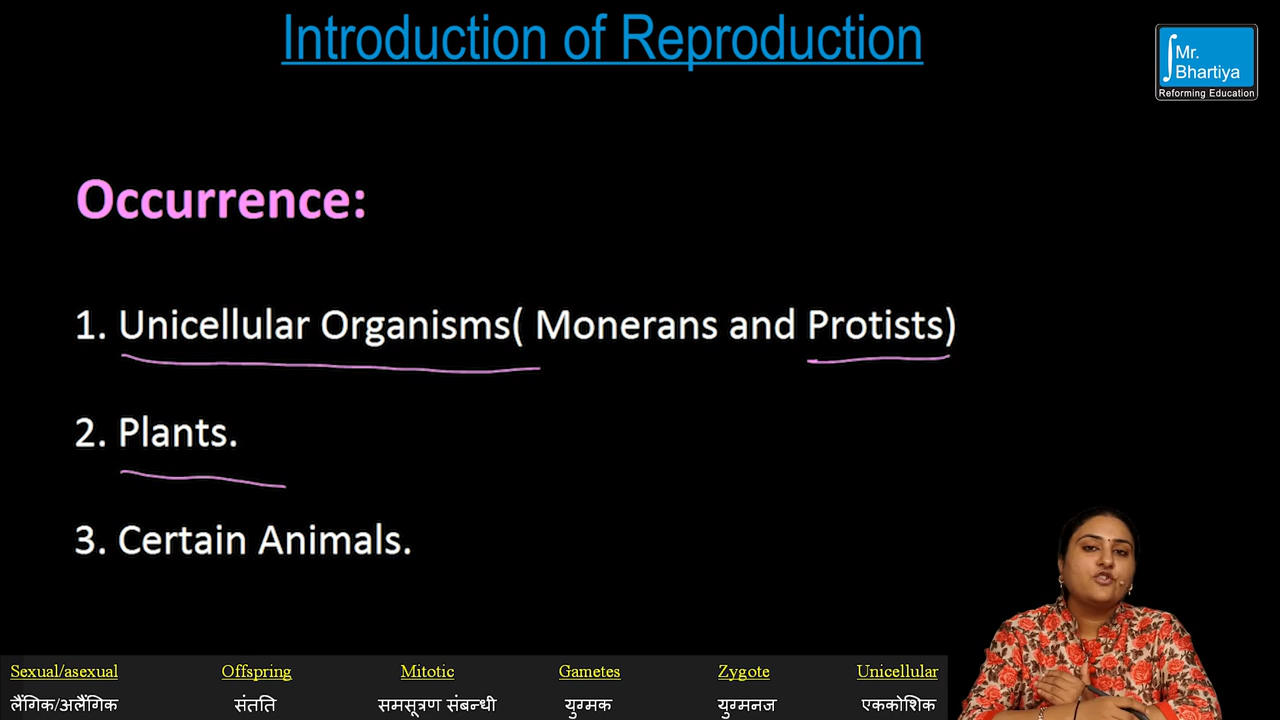 Introduction of Reproduction
Mr.
Bhartiya
Reforming Education
Occurrence:
1. Unicellular Organisms( Monerans and Protists)
2. Plants.
3. Certain Animals.
Sexual/asexual Offspring Mitotic Gametes Zygote Unicellular
लैंगिक/अलैंगिक संतति समसूत्रण संबन्धी युग्मक युग्मनज एककोशिक